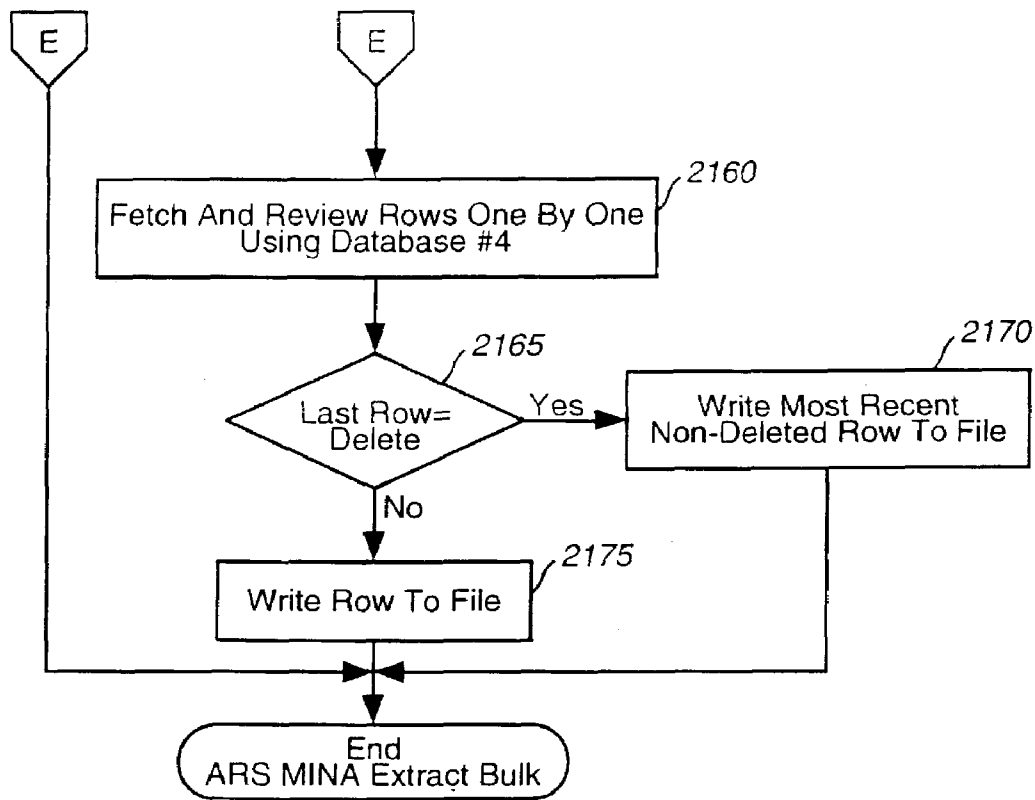 E
E
2160
Fetch And Review Rows One By One
Using Database #4
2165
Last Row=
Delete
Yes
2170
Write Most Recent
Non-Deleted Row To File
No
2175
Write Row To File
End
ARS MINA Extract Bulk